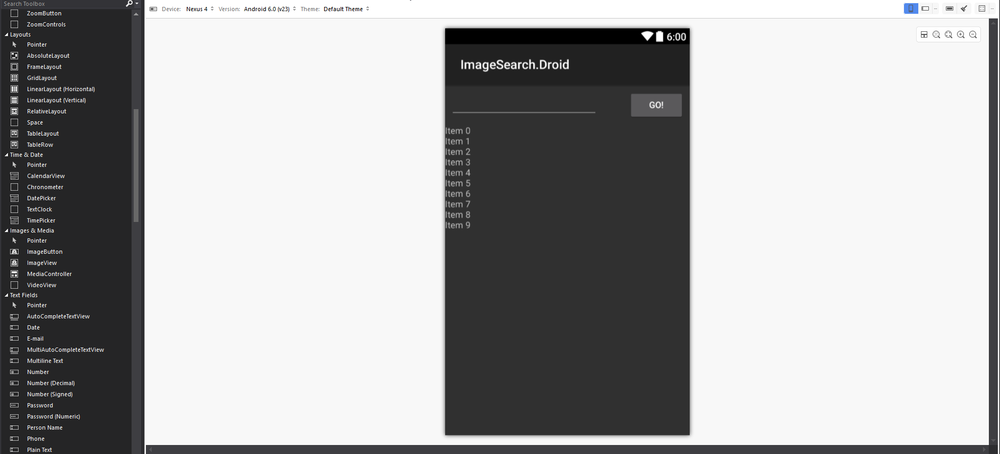 Search Toolbox
ZoomButton
ZoomControls
Layouts
Pointer
AbsoluteLayout
FrameLayout
GridLayout
LinearLayout (Horizontal)
LinearLayout (Vertical)
RelativeLayout
Space
TableLayout
TableRow
Time & Date
Pointer
CalendarView
Chronometer
DatePicker
TextClock
TimePicker
Images & Media
Pointer
ImageButton
ImageView
MediaController
VideoView
Text Fields
Pointer
AutoCompleteTextView
Date
E-mail
MultiAutoCompleteTextView
Multiline Text
Number
Number (Decimal)
Number (Signed)
Password
Password (Numeric)
Person Name
Phone
Plain Text
Device: Nexus 4 Version: Android 6.0 (v23) Theme: Default Theme
6:00
ImageSearch.Droid
GO!
Item 0
Item 1
Item 2
Item 3
Item 4
Item 5
Item 6
Item 7
Item 8
Item 9